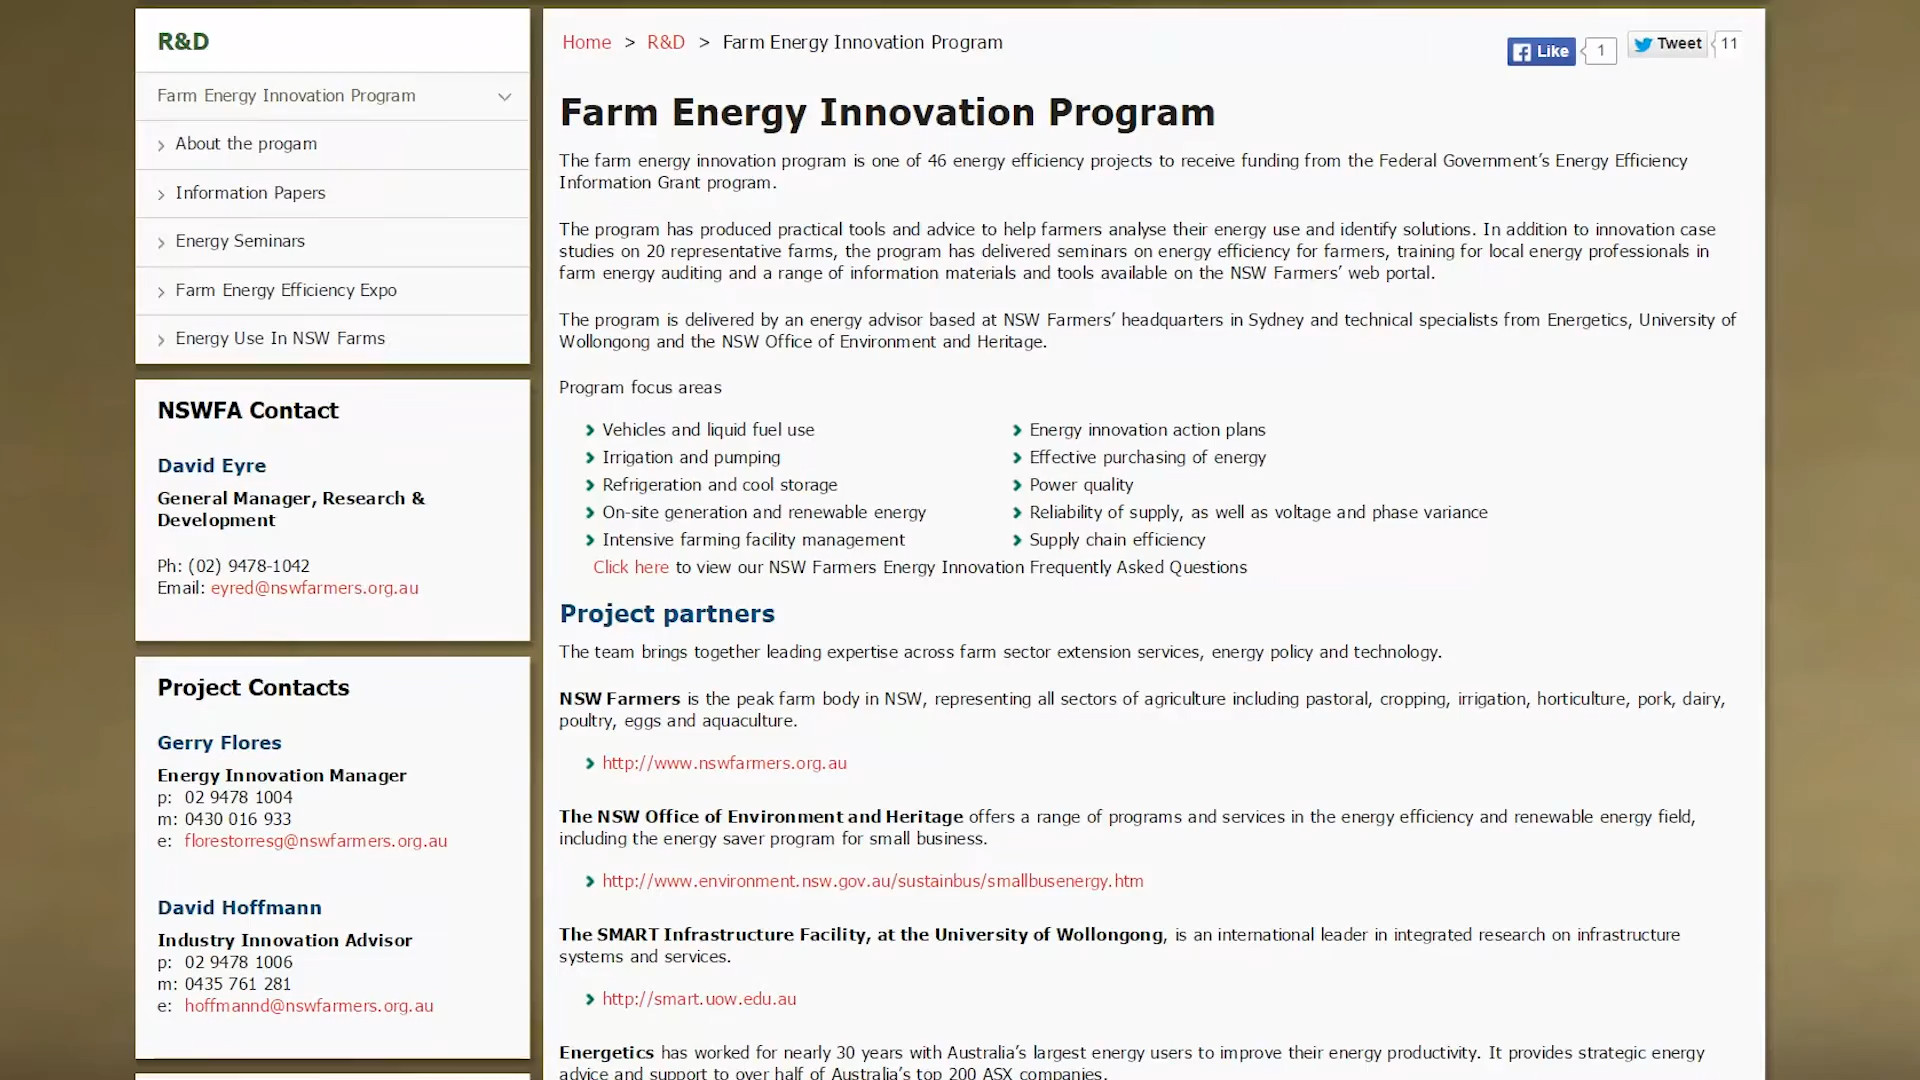 R&D
Farm Energy Innovation Program
About the progam
Information Papers
Energy Seminars
Farm Energy Efficiency Expo
Energy Use In NSW Farms
NSWFA Contact
David Eyre
General Manager, Research &
Development
Ph: (02) 9478-1042
Email: eyred@nswfarmers.org.au
Project Contacts
Gerry Flores
Energy Innovation Manager
p: 02 9478 1004
m: 0430 016 933
e: florestorresg@nswfarmers.org.au
David Hoffmann
Industry Innovation Advisor
p: 02 9478 1006
m: 0435 761 281
e: hoffmannd@nswfarmers.org.au
Home > R&D > Farm Energy Innovation Program
Like 1 Tweet 11
Farm Energy Innovation Program
The farm energy innovation program is one of 46 energy efficiency projects to receive funding from the Federal Government’s Energy Efficiency
Information Grant program.
The program has produced practical tools and advice to help farmers analyse their energy use and identify solutions. In addition to innovation case
studies on 20 representative farms, the program has delivered seminars on energy efficiency for farmers, training for local energy professionals in
farm energy auditing and a range of information materials and tools available on the NSW Farmers’ web portal.
The program is delivered by an energy advisor based at NSW Farmers’ headquarters in Sydney and technical specialists from Energetics, University of
Wollongong and the NSW Office of Environment and Heritage.
Program focus areas
Vehicles and liquid fuel use
Irrigation and pumping
Refrigeration and cool storage
On-site generation and renewable energy
Intensive farming facility management
Energy innovation action plans
Effective purchasing of energy
Power quality
Reliability of supply, as well as voltage and phase variance
Supply chain efficiency
Click here to view our NSW Farmers Energy Innovation Frequently Asked Questions
Project partners
The team brings together leading expertise across farm sector extension services, energy policy and technology.
NSW Farmers is the peak farm body in NSW, representing all sectors of agriculture including pastoral, cropping, irrigation, horticulture, pork, dairy,
poultry, eggs and aquaculture.
http://www.nswfarmers.org.au
The NSW Office of Environment and Heritage offers a range of programs and services in the energy efficiency and renewable energy field,
including the energy saver program for small business.
http://www.environment.nsw.gov.au/sustainbus/smallbusenergy.htm
The SMART Infrastructure Facility, at the University of Wollongong, is an international leader in integrated research on infrastructure
systems and services.
http://smart.uow.edu.au
Energetics has worked for nearly 30 years with Australia’s largest energy users to improve their energy productivity. It provides strategic energy
advice and support to over half of Australia’s top 200 ASX companies.